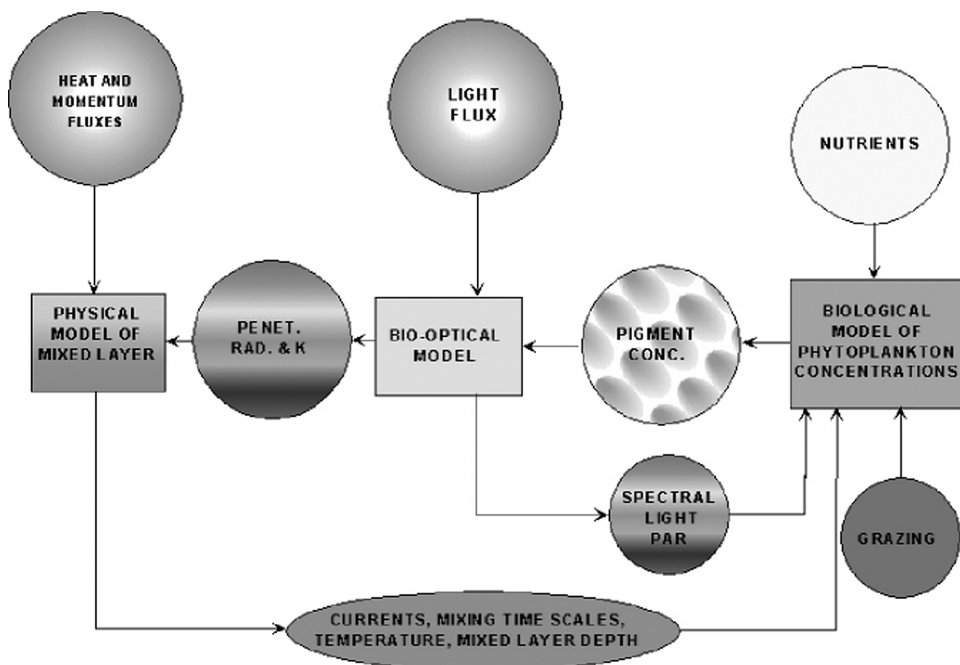 HEAT AND
MOMENTUM
FLUXES
LIGHT
FLUX
NUTRIENTS
PHYSICAL
MODEL OF
MIXED LAYER
PENET.
RAD. & K
BIO-OPTICAL
MODEL
PIGMENT
CONC.
BIOLOGICAL
MODEL OF
PHYTOPLANKTON
CONCENTRATIONS
SPECTRAL
LIGHT
PAR
GRAZING
CURRENTS, MIXING TIME SCALES,
TEMPERATURE, MIXED LAYER DEPTH